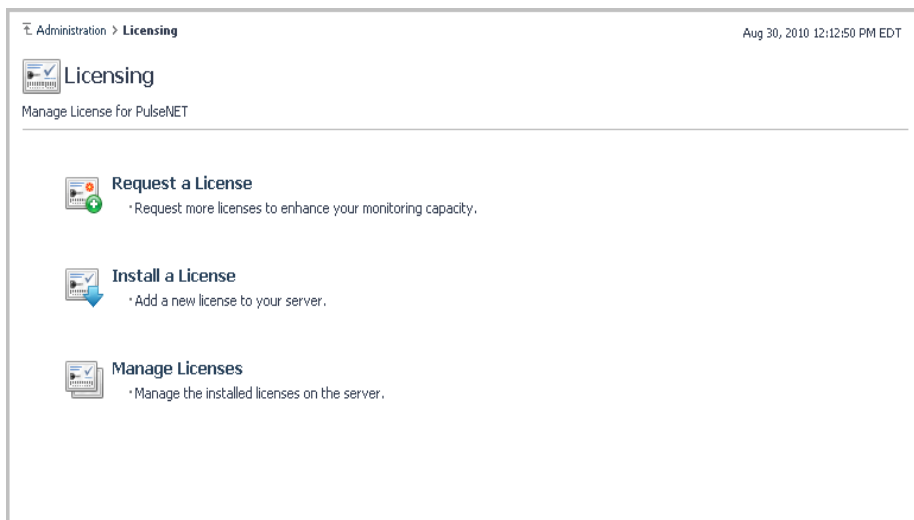 Administration > Licensing
Aug 30, 2010 12:12:50 PM EDT
Licensing
Manage License for PulseNET
Request a License
·Request more licenses to enhance your monitoring capacity.
Install a License
·Add a new license to your server.
Manage Licenses
·Manage the installed licenses on the server.